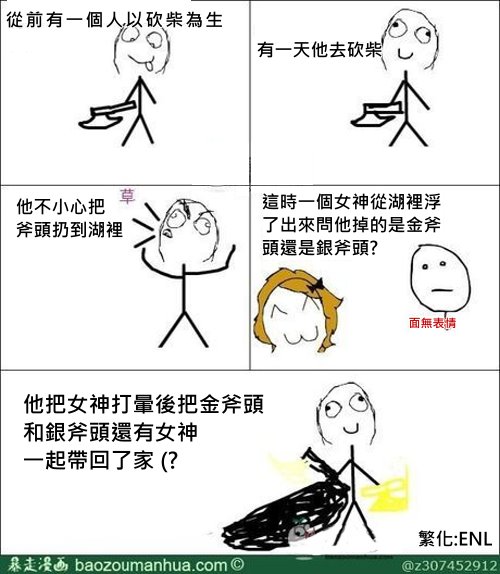 從前有一個人以砍柴為生
有一天他去砍柴
草
他不小心把
斧頭扔到湖裡
這時一個女神從湖裡浮
了出來問他掉的是金斧
頭還是銀斧頭?
面無表情
他把女神打暈後把金斧頭
和銀斧頭還有女神
一起帶回了家 (?
繁化:ENL
暴走漫画 baozoumanhua.com
@z307452912